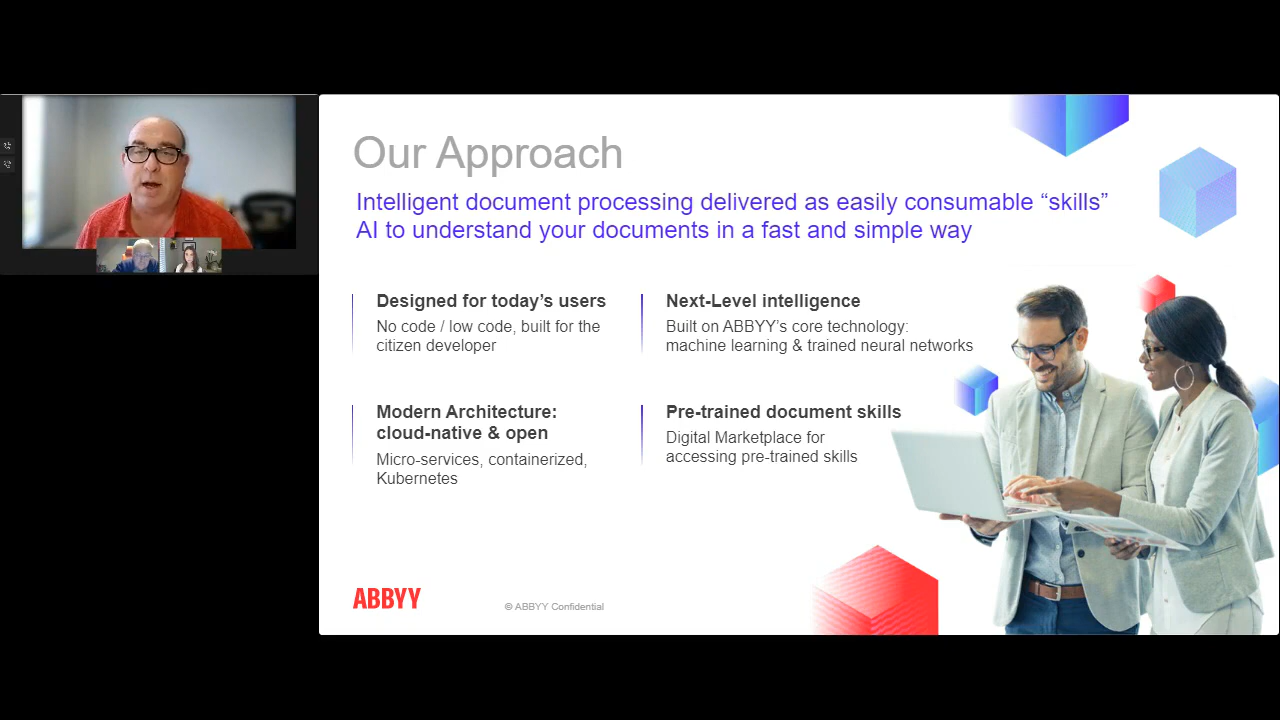 Our Approach
Intelligent document processing delivered as easily consumable “skills”
AI to understand your documents in a fast and simple way
Designed for today’s users
No code / low code, built for the
citizen developer
Next-Level intelligence
Built on ABBYY’s core technology:
machine learning & trained neural networks
Modern Architecture:
cloud-native & open
Micro-services, containerized,
Kubernetes
Pre-trained document skills
Digital Marketplace for
accessing pre-trained skills
ABBYY
© ABBYY Confidential